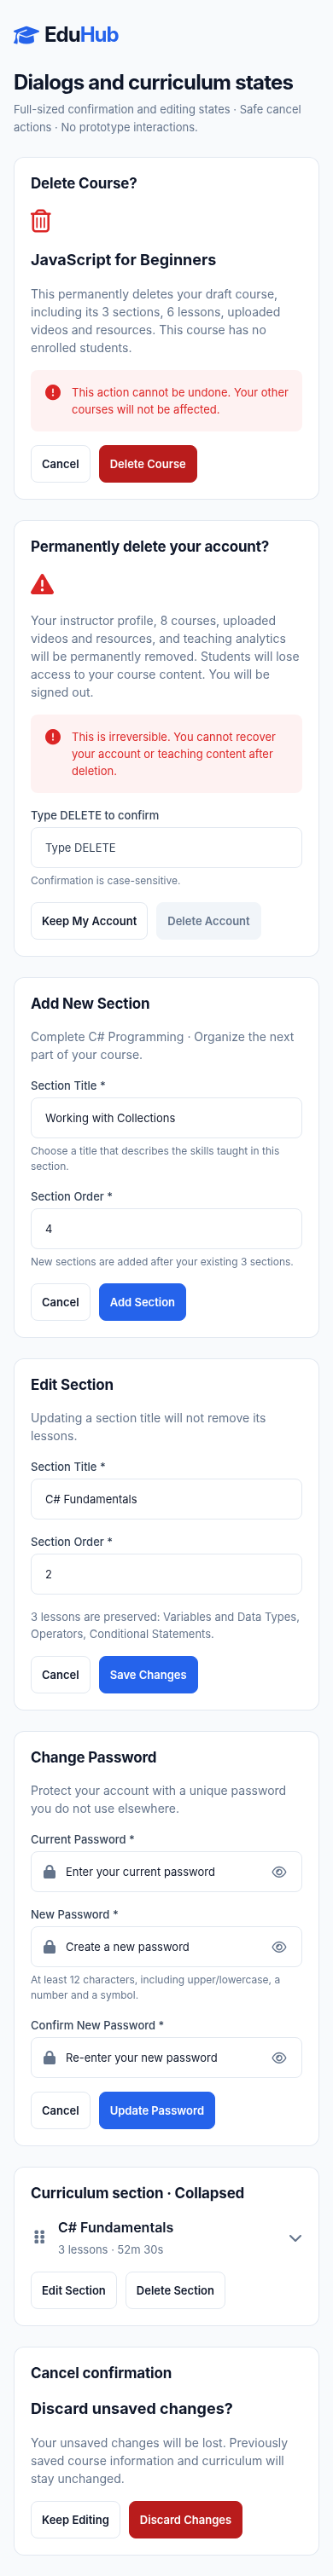 EduHub
Dialogs and curriculum states
Full-sized confirmation and editing states · Safe cancel
actions · No prototype interactions.
Delete Course?
JavaScript for Beginners
This permanently deletes your draft course,
including its 3 sections, 6 lessons, uploaded
videos and resources. This course has no
enrolled students.
This action cannot be undone. Your other
courses will not be affected.
Cancel Delete Course
Permanently delete your account?
Your instructor profile, 8 courses, uploaded
videos and resources, and teaching analytics
will be permanently removed. Students will lose
access to your course content. You will be
signed out.
This is irreversible. You cannot recover
your account or teaching content after
deletion.
Type DELETE to confirm
Type DELETE
Confirmation is case-sensitive.
Keep My Account Delete Account
Add New Section
Complete C# Programming · Organize the next
part of your course.
Section Title *
Working with Collections
Choose a title that describes the skills taught in this
section.
Section Order *
4
New sections are added after your existing 3 sections.
Cancel Add Section
Edit Section
Updating a section title will not remove its
lessons.
Section Title *
C# Fundamentals
Section Order *
2
3 lessons are preserved: Variables and Data Types,
Operators, Conditional Statements.
Cancel Save Changes
Change Password
Protect your account with a unique password
you do not use elsewhere.
Current Password *
Enter your current password
New Password *
Create a new password
At least 12 characters, including upper/lowercase, a
number and a symbol.
Confirm New Password *
Re-enter your new password
Cancel Update Password
Curriculum section · Collapsed
C# Fundamentals
3 lessons · 52m 30s
Edit Section Delete Section
Cancel confirmation
Discard unsaved changes?
Your unsaved changes will be lost. Previously
saved course information and curriculum will
stay unchanged.
Keep Editing Discard Changes